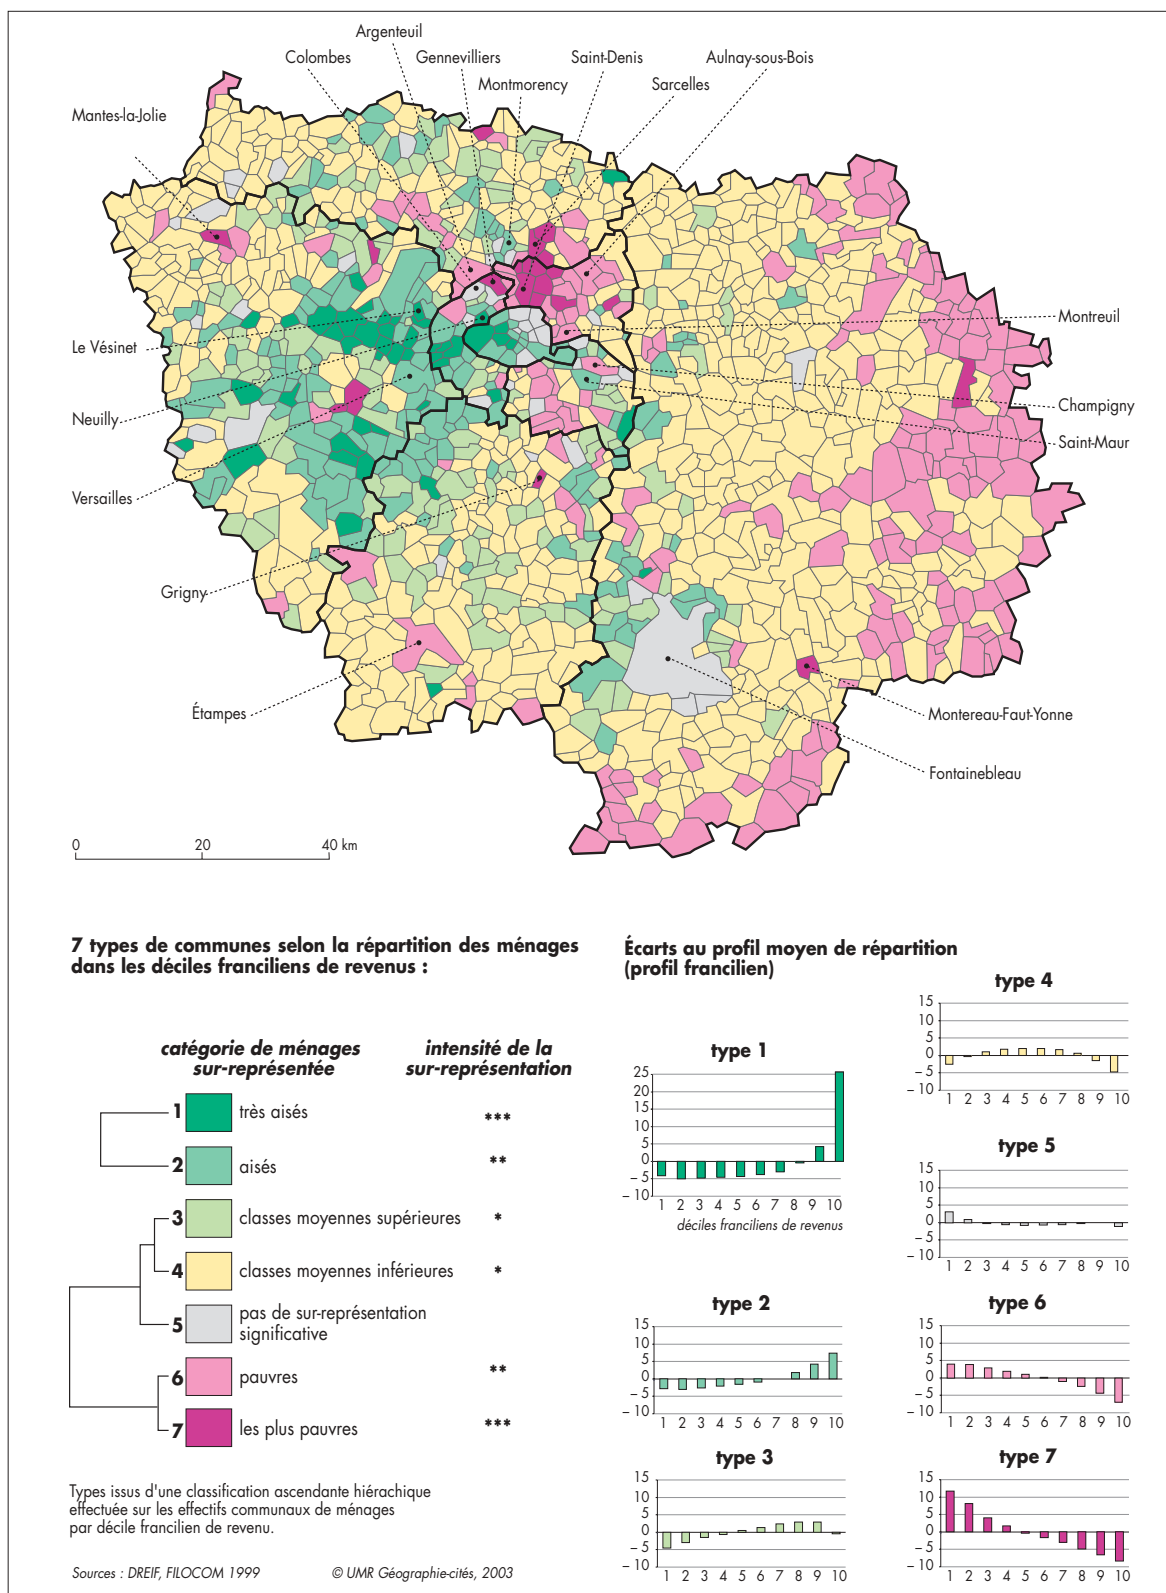 Argenteuil
Colombes
Gennevilliers
Saint-Denis
Aulnay-sous-Bois
Montmorency
Sarcelles
Mantes-la-Jolie
Montreuil
Le Vésinet
Champigny
Neuilly
Saint-Maur
Versailles
Grigny
Étampes
Montereau-Faut-Yonne
Fontainebleau
0 20 40 km
7 types de communes selon la répartition des ménages
dans les déciles franciliens de revenus :
catégorie de ménages
sur-représentée
intensité de la
sur-représentation
1 très aisés ***
2 aisés **
3 classes moyennes supérieures *
4 classes moyennes inférieures *
5 pas de sur-représentation
significative
6 pauvres **
7 les plus pauvres ***
Types issus d'une classification ascendante hiérachique
effectuée sur les effectifs communaux de ménages
par décile francilien de revenu.
Sources : DREIF, FILOCOM 1999 © UMR Géographie-cités, 2003
Écarts au profil moyen de répartition
(profil francilien)
type 1
25
20
15
10
5
0
– 5
– 10
1 2 3 4 5 6 7 8 9 10
déciles franciliens de revenus
type 2
15
10
5
0
– 5
– 10
1 2 3 4 5 6 7 8 9 10
type 3
15
10
5
0
– 5
– 10
1 2 3 4 5 6 7 8 9 10
type 4
15
10
5
0
– 5
– 10
1 2 3 4 5 6 7 8 9 10
type 5
15
10
5
0
– 5
– 10
1 2 3 4 5 6 7 8 9 10
type 6
15
10
5
0
– 5
– 10
1 2 3 4 5 6 7 8 9 10
type 7
15
10
5
0
– 5
– 10
1 2 3 4 5 6 7 8 9 10